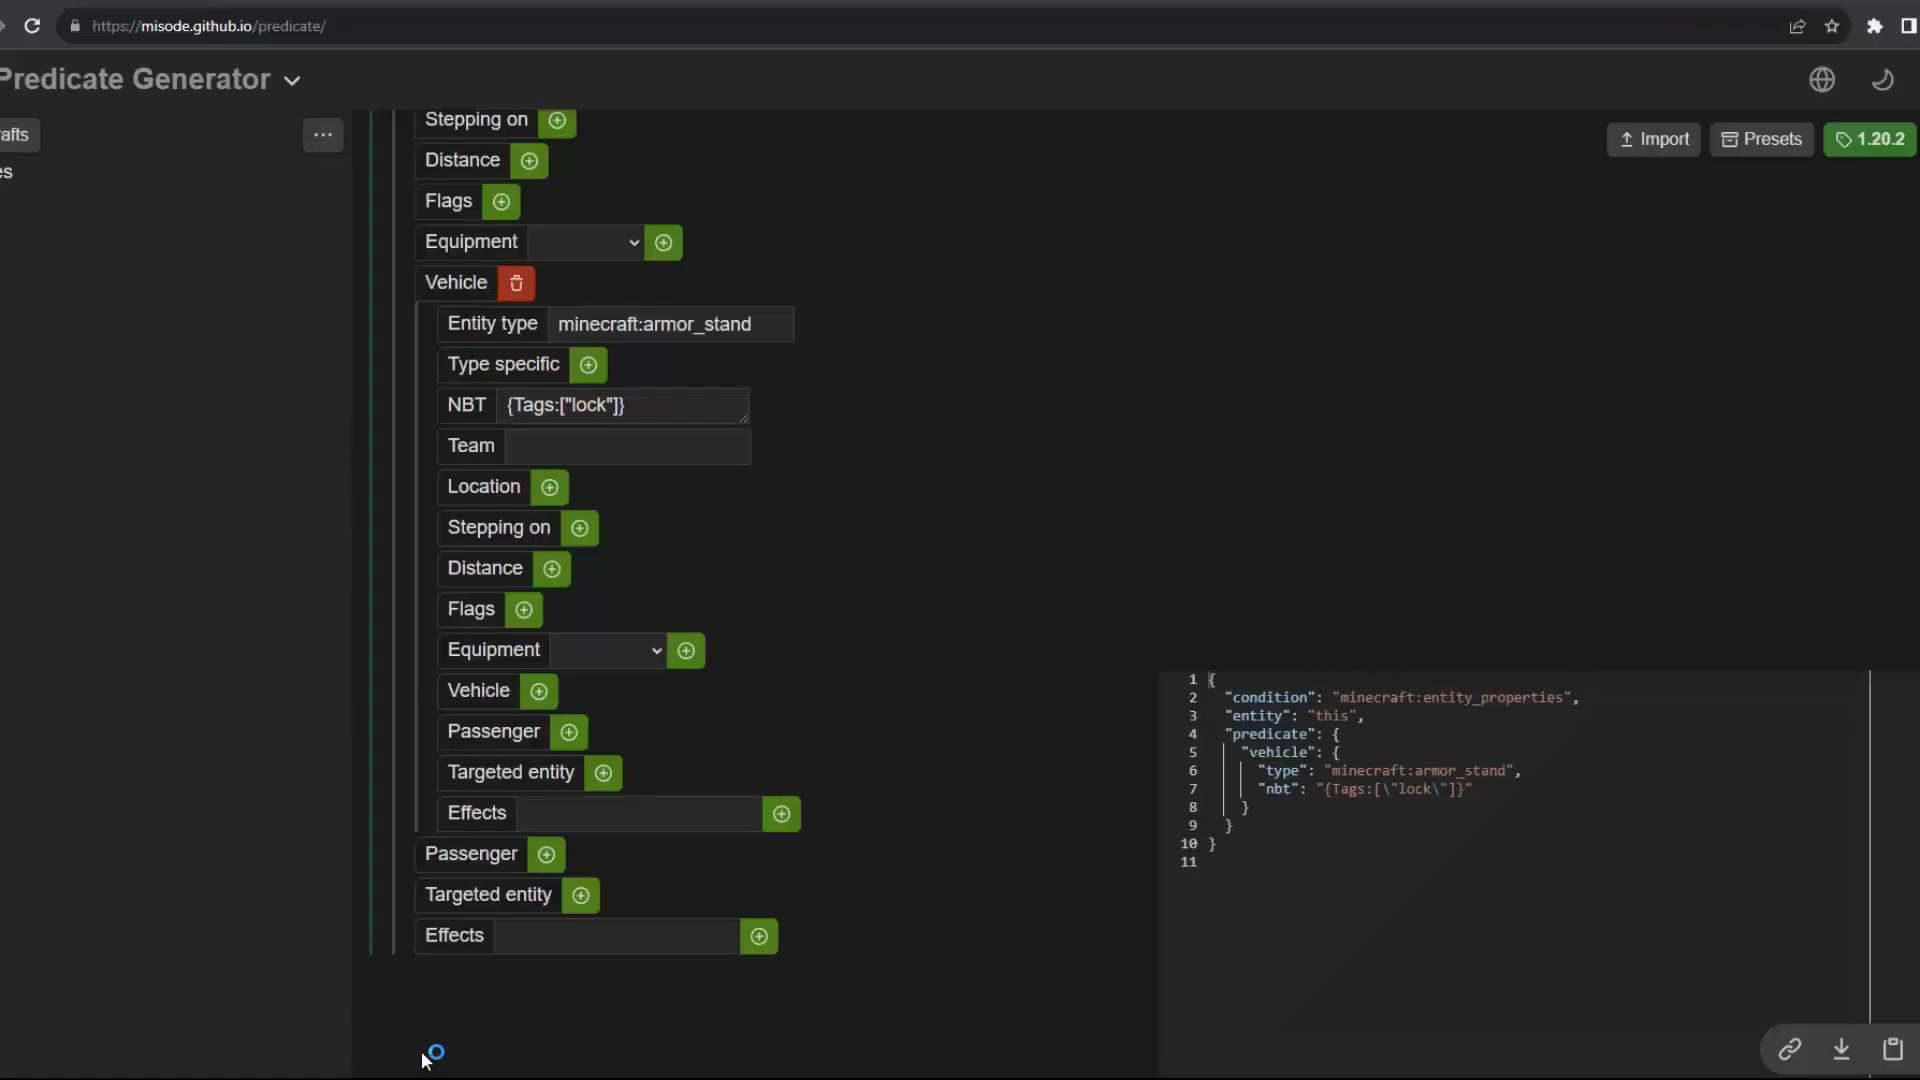 https://misode.github.io/predicate/
Predicate Generator
afts
es
Import
Presets
1.20.2
Stepping on
Distance
Flags
Equipment
Vehicle
Entity type minecraft:armor_stand
Type specific
NBT {Tags:["lock"]}
Team
Location
Stepping on
Distance
Flags
Equipment
Vehicle
Passenger
Targeted entity
Effects
Passenger
Targeted entity
Effects
1 {
2 "condition": "minecraft:entity_properties",
3 "entity": "this",
4 "predicate": {
5 "vehicle": {
6 "type": "minecraft:armor_stand",
7 "nbt": "{Tags:[\"lock\"]}"
8 }
9 }
10 }
11